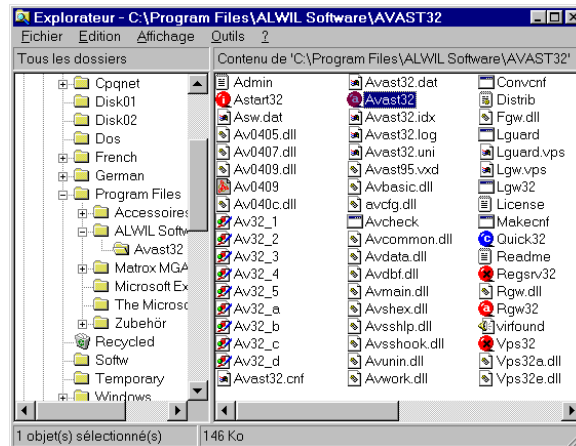 Explorateur - C:\Program Files\ALWIL Software\AVAST32
Fichier Edition Affichage Outils ?
Tous les dossiers
Contenu de 'C:\Program Files\ALWIL Software\AVAST32'
Cpqnet
Disk01
Disk02
Dos
French
German
Program Files
Accessoires
ALWIL Softw
Avast32
Matrox MGA
Microsoft Ex
The Microsc
Zubehör
Recycled
Softw
Temporary
Windows
Admin
Astart32
Asw.dat
Av0405.dll
Av0407.dll
Av0409.dll
Av0409
Av040c.dll
Av32_1
Av32_2
Av32_3
Av32_4
Av32_5
Av32_a
Av32_b
Av32_c
Av32_d
Avast32.cnf
Avast32.dat
Avast32
Avast32.idx
Avast32.log
Avast32.uni
Avast95.vxd
Avbasic.dll
avcfg.dll
Avcheck
Avcommon.dll
Avdata.dll
Avdbf.dll
Avmain.dll
Avshex.dll
Avsshlp.dll
Avsshook.dll
Avunin.dll
Avwork.dll
Convcnf
Distrib
Fgw.dll
Lguard
Lguard.vps
Lgw.vps
Lgw32
License
Makecnf
Quick32
Readme
Regsrv32
Rgw.dll
Rgw32
virfound
Vps32
Vps32a.dll
Vps32e.dll
1 objet(s) sélectionné(s)
146 Ko